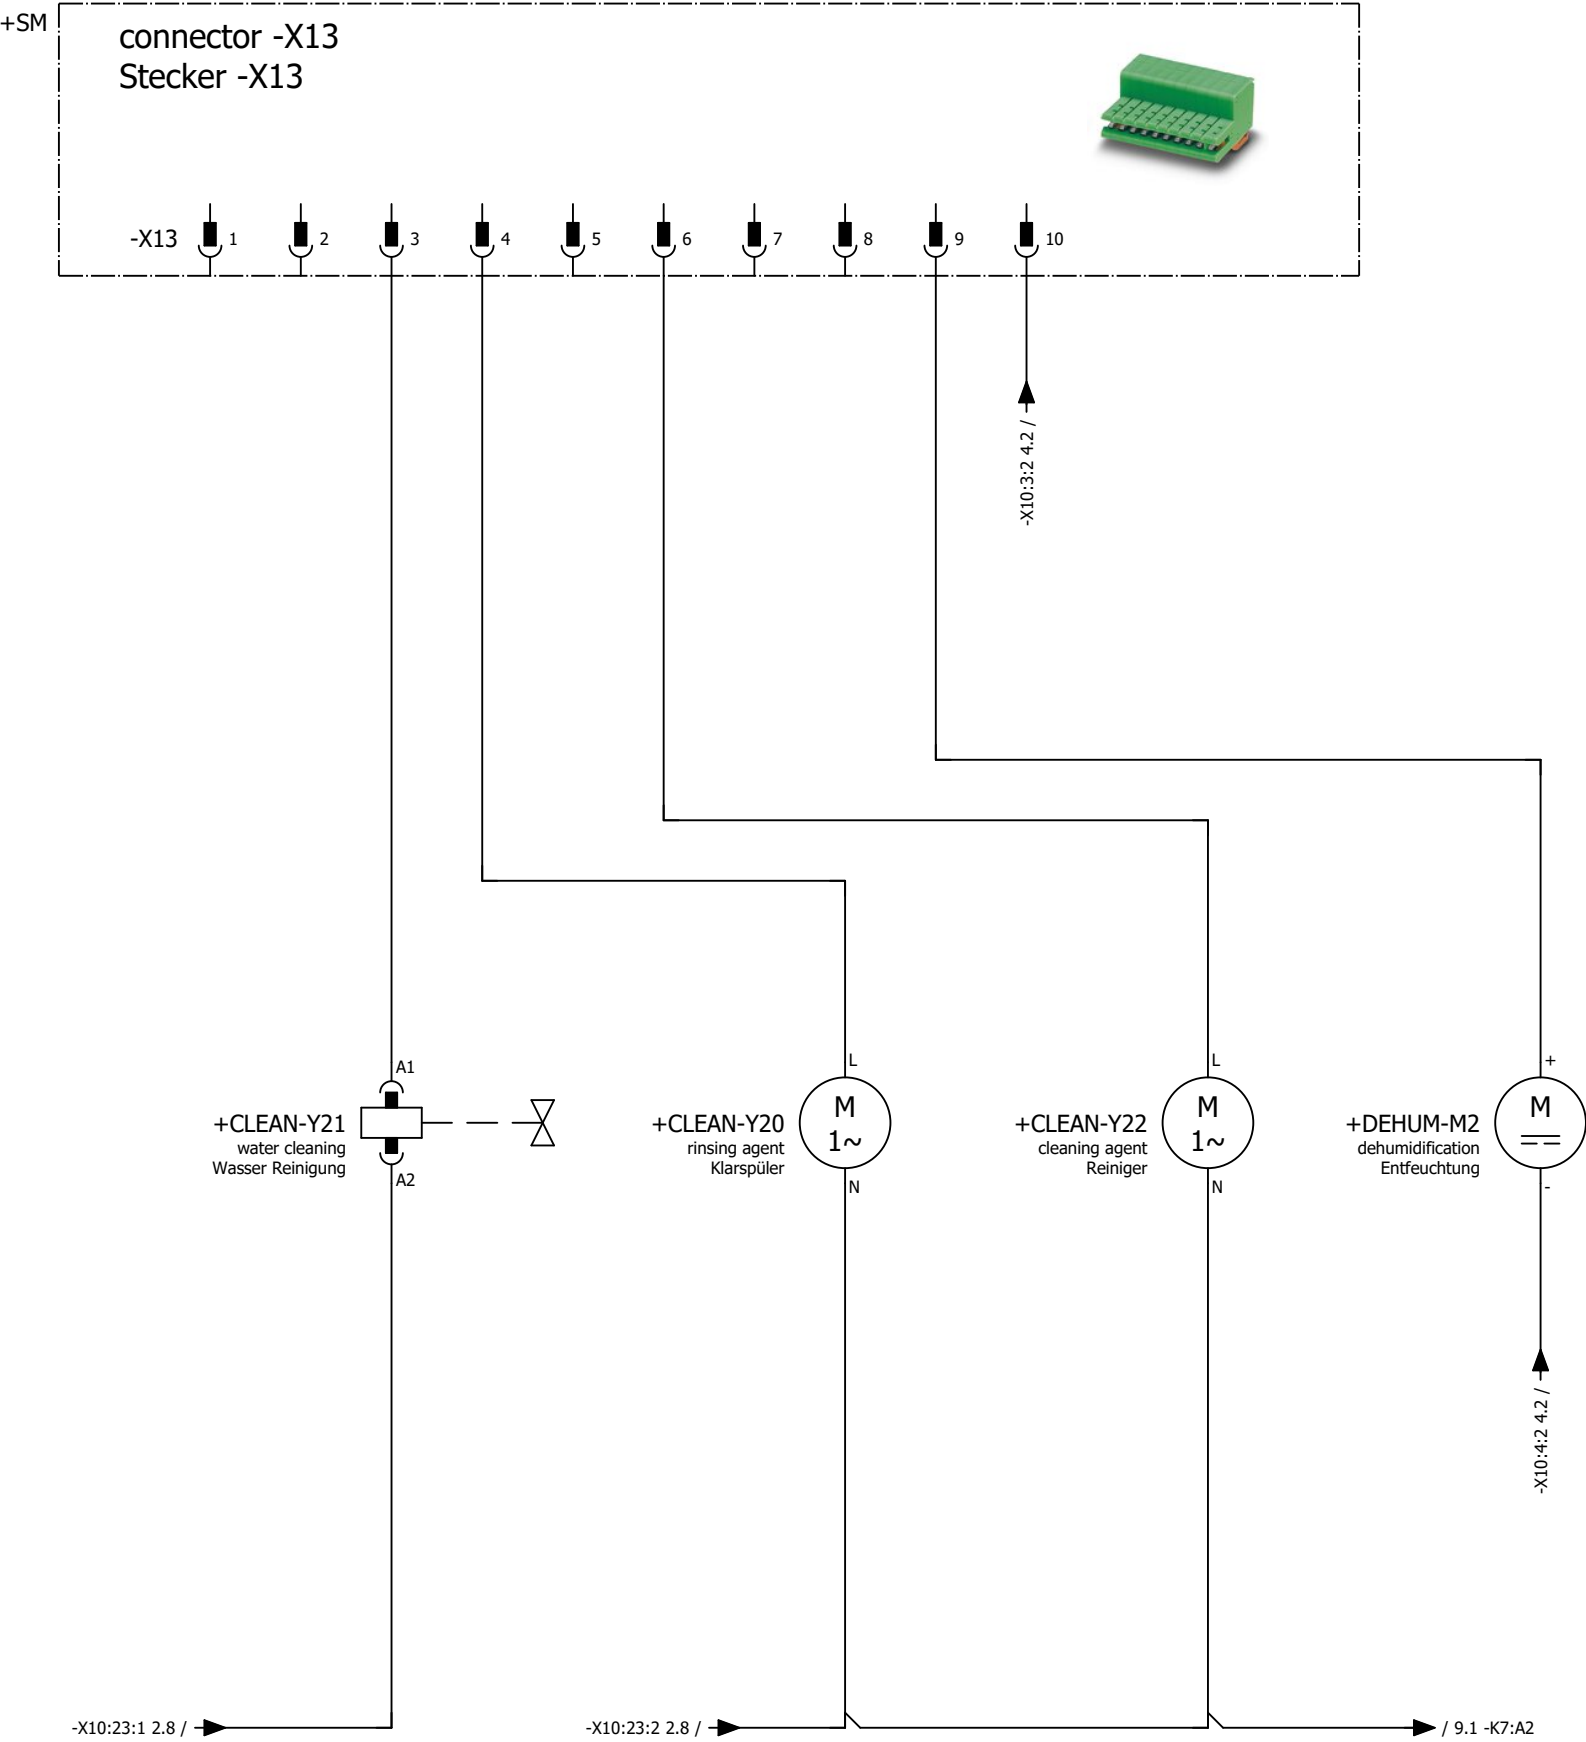 +SM
connector -X13
Stecker -X13
-X13 1 2 3 4 5 6 7 8 9 10
-X10:3:2 4.2 /
A1
L
L
+
+CLEAN-Y21
water cleaning
Wasser Reinigung
+CLEAN-Y20
rinsing agent
Klarspüler
M
1~
+CLEAN-Y22
cleaning agent
Reiniger
M
1~
+DEHUM-M2
dehumidification
Entfeuchtung
M
A2
N
N
-
-X10:4:2 4.2 /
-X10:23:1 2.8 /
-X10:23:2 2.8 /
/ 9.1 -K7:A2